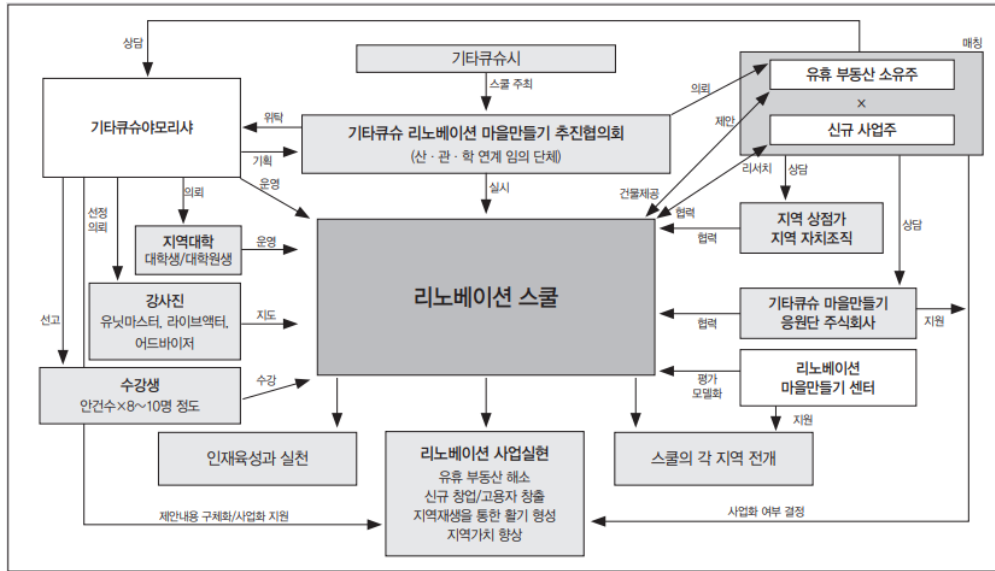 상담
매칭
기타큐슈시
유휴 부동산 소유주
×
신규 사업주
스쿨 주최
의뢰
기타큐슈야모리샤
위탁
기획
기타큐슈 리노베이션 마을만들기 추진협의회
(산 · 관 · 학 연계 임의 단체)
제안
리서치
상담
의뢰
운영
실시
건물제공
협력
선정
의뢰
지역 상점가
지역 자치조직
협력
상담
지역대학
대학생/대학원생
운영
리노베이션 스쿨
강사진
유닛마스터, 라이브액터,
어드바이저
지도
기타큐슈 마을만들기
응원단 주식회사
협력
지원
선고
수강생
안건수×8～10명 정도
수강
리노베이션
마을만들기 센터
평가
모델화
지원
인재육성과 실천
리노베이션 사업실현
유휴 부동산 해소
신규 창업/고용자 창출
지역재생을 통한 활기 형성
지역가치 향상
스쿨의 각 지역 전개
제안내용 구체화/사업화 지원
사업화 여부 결정